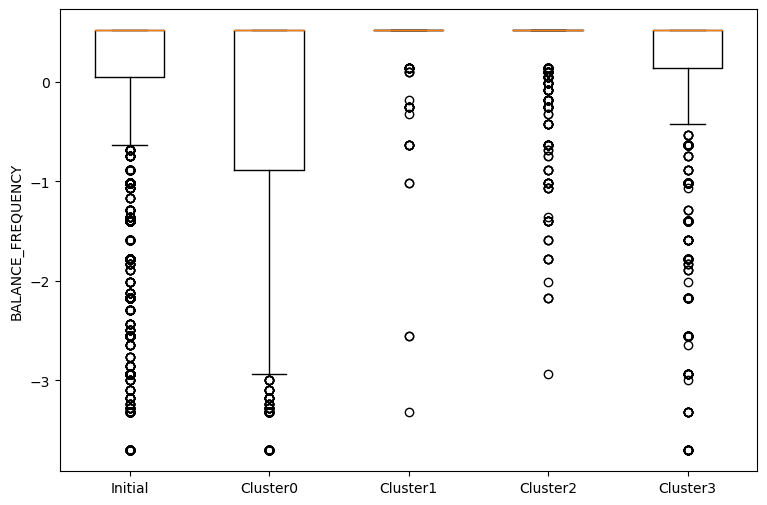 BALANCE_FREQUENCY
0
−1
−2
−3
Initial
Cluster0
Cluster1
Cluster2
Cluster3